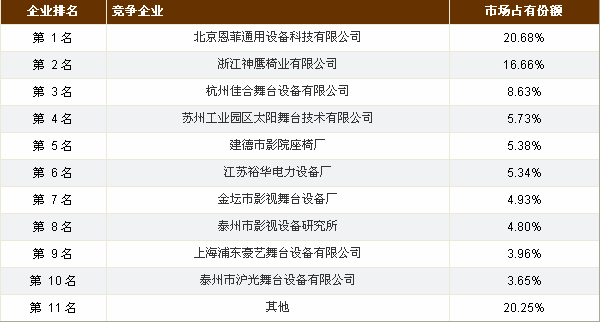 企业排名 竞争企业 市场占有份额
第 1 名 北京恩菲通用设备科技有限公司 20.68%
第 2 名 浙江神鹰椅业有限公司 16.66%
第 3 名 杭州佳合舞台设备有限公司 8.63%
第 4 名 苏州工业园区太阳舞台技术有限公司 5.73%
第 5 名 建德市影院座椅厂 5.38%
第 6 名 江苏裕华电力设备厂 5.34%
第 7 名 金坛市影视舞台设备厂 4.93%
第 8 名 泰州市影视设备研究所 4.80%
第 9 名 上海浦东豪艺舞台设备有限公司 3.96%
第 10 名 泰州市沪光舞台设备有限公司 3.65%
第 11 名 其他 20.25%